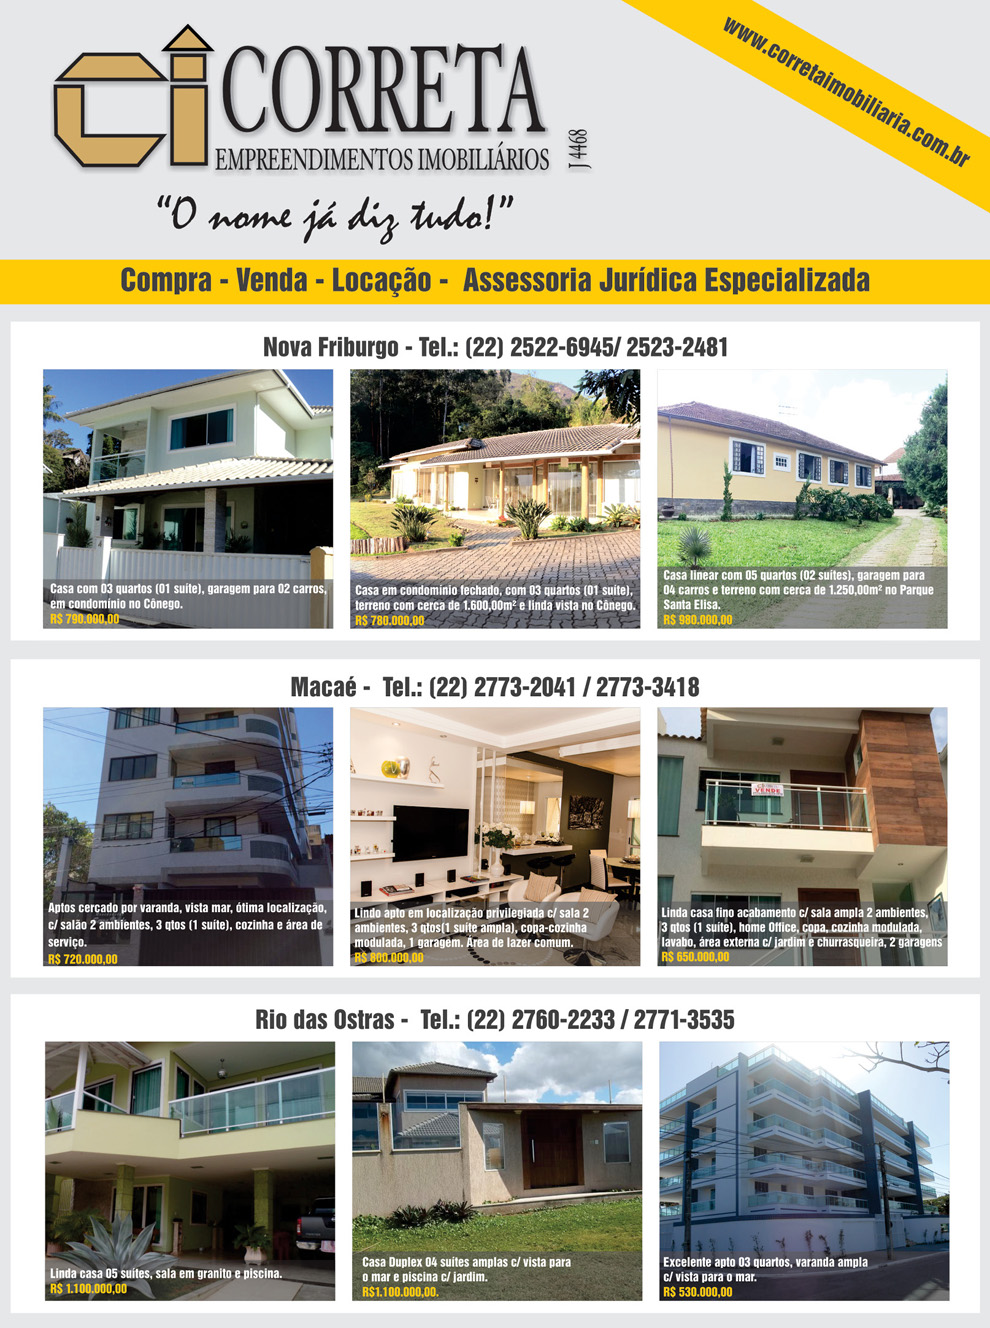 www.corretaimobiliaria.com.br
CI CORRETA
EMPREENDIMENTOS IMOBILIÁRIOS
J 4468
"O nome já diz tudo!"
Compra - Venda - Locação - Assessoria Jurídica Especializada
Nova Friburgo - Tel.: (22) 2522-6945/ 2523-2481
Casa com 03 quartos (01 suíte), garagem para 02 carros,
em condomínio no Cônego.
R$ 790.000,00
Casa em condomínio fechado, com 03 quartos (01 suíte),
terreno com cerca de 1.600,00m² e linda vista no Cônego.
R$ 780.000,00
Casa linear com 05 quartos (02 suítes), garagem para
04 carros e terreno com cerca de 1.250,00m² no Parque
Santa Elisa.
R$ 980.000,00
Macaé - Tel.: (22) 2773-2041 / 2773-3418
Aptos cercado por varanda, vista mar, ótima localização,
c/ salão 2 ambientes, 3 qtos (1 suíte), cozinha e área de
serviço.
R$ 720.000,00
Lindo apto em localização privilegiada c/ sala 2
ambientes, 3 qtos(1 suíte ampla), copa-cozinha
modulada, 1 garagem. Área de lazer comum.
R$ 800.000,00
VENDE
Linda casa fino acabamento c/ sala ampla 2 ambientes,
3 qtos (1 suíte), home Office, copa, cozinha modulada,
lavabo, área externa c/ jardim e churrasqueira, 2 garagens
R$ 650.000,00
Rio das Ostras - Tel.: (22) 2760-2233 / 2771-3535
Linda casa 05 suítes, sala em granito e piscina.
R$ 1.100.000,00
Casa Duplex 04 suítes amplas c/ vista para
o mar e piscina c/ jardim.
R$1.100.000,00.
Excelente apto 03 quartos, varanda ampla
c/ vista para o mar.
R$ 530.000,00